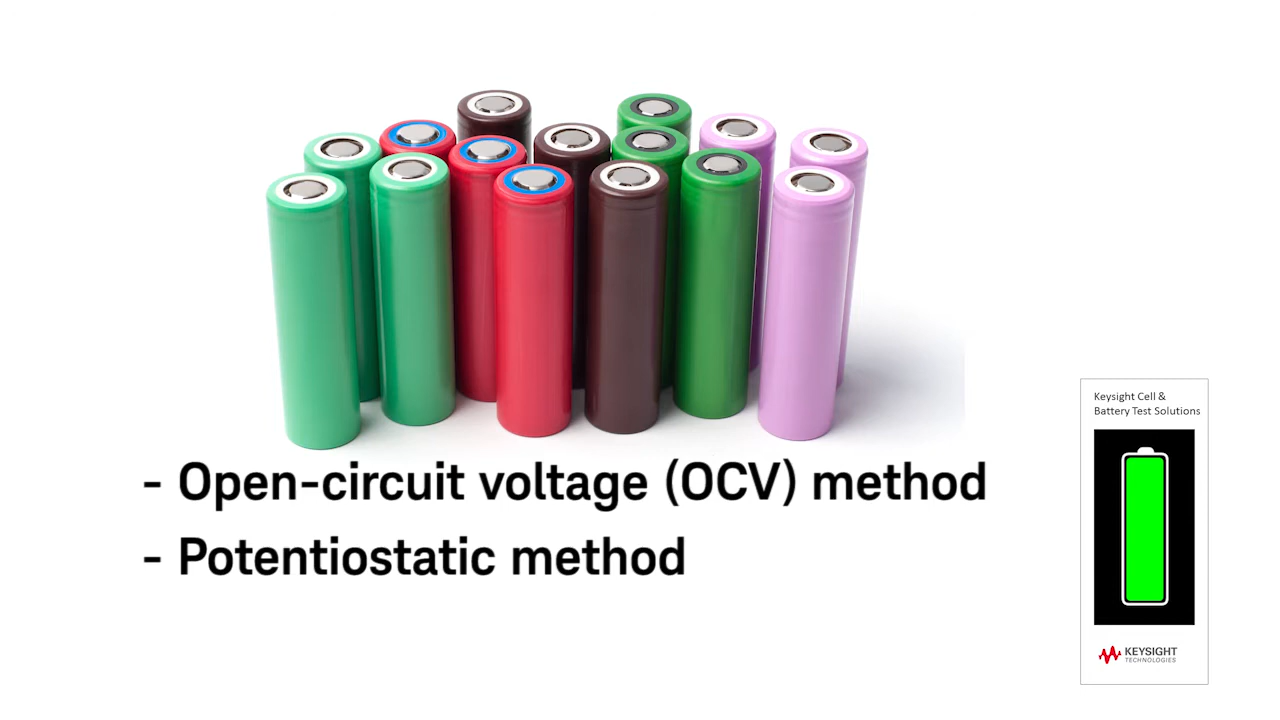 - Open-circuit voltage (OCV) method
- Potentiostatic method
Keysight Cell &
Battery Test Solutions
KEYSIGHT
TECHNOLOGIES